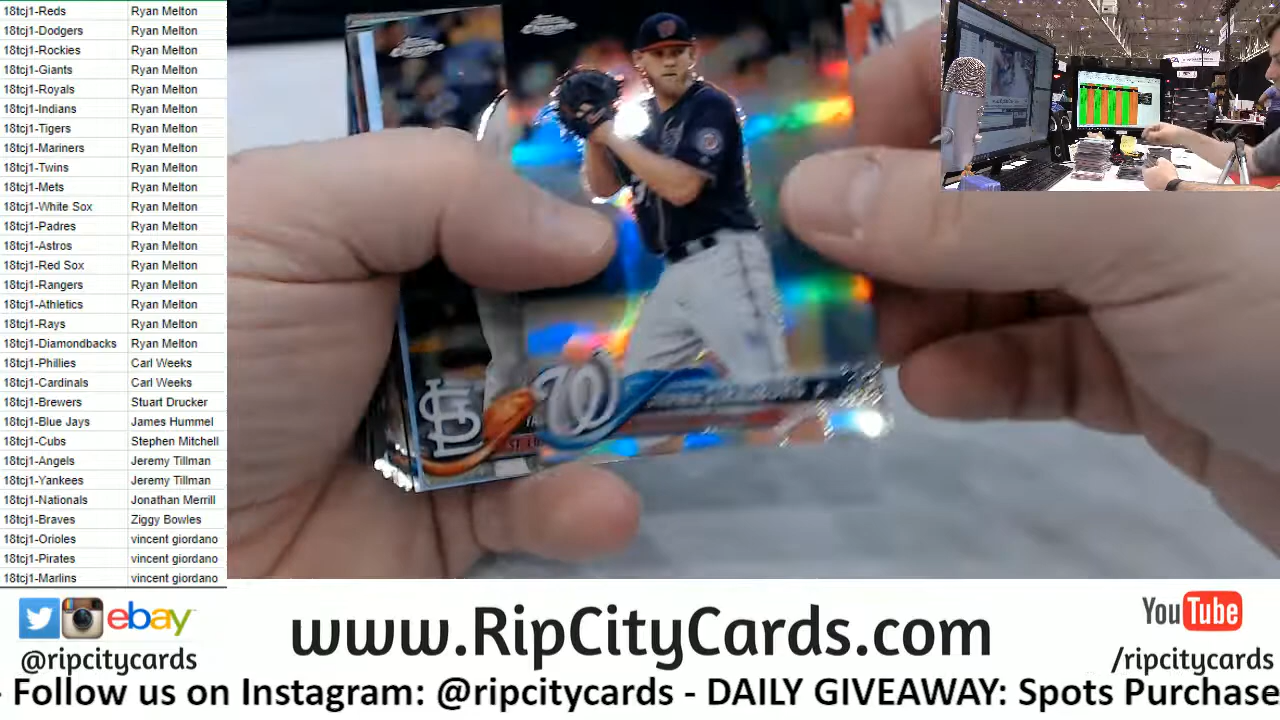 18tcj1-Reds Ryan Melton
18tcj1-Dodgers Ryan Melton
18tcj1-Rockies Ryan Melton
18tcj1-Giants Ryan Melton
18tcj1-Royals Ryan Melton
18tcj1-Indians Ryan Melton
18tcj1-Tigers Ryan Melton
18tcj1-Mariners Ryan Melton
18tcj1-Twins Ryan Melton
18tcj1-Mets Ryan Melton
18tcj1-White Sox Ryan Melton
18tcj1-Padres Ryan Melton
18tcj1-Astros Ryan Melton
18tcj1-Red Sox Ryan Melton
18tcj1-Rangers Ryan Melton
18tcj1-Athletics Ryan Melton
18tcj1-Rays Ryan Melton
18tcj1-Diamondbacks Ryan Melton
18tcj1-Phillies Carl Weeks
18tcj1-Cardinals Carl Weeks
18tcj1-Brewers Stuart Drucker
18tcj1-Blue Jays James Hummel
18tcj1-Cubs Stephen Mitchell
18tcj1-Angels Jeremy Tillman
18tcj1-Yankees Jeremy Tillman
18tcj1-Nationals Jonathan Merrill
18tcj1-Braves Ziggy Bowles
18tcj1-Orioles vincent giordano
18tcj1-Pirates vincent giordano
18tcj1-Marlins vincent giordano
W
ebay
@ripcitycards
www.RipCityCards.com
YouTube
/ripcitycards
- Follow us on Instagram: @ripcitycards - DAILY GIVEAWAY: Spots Purchase